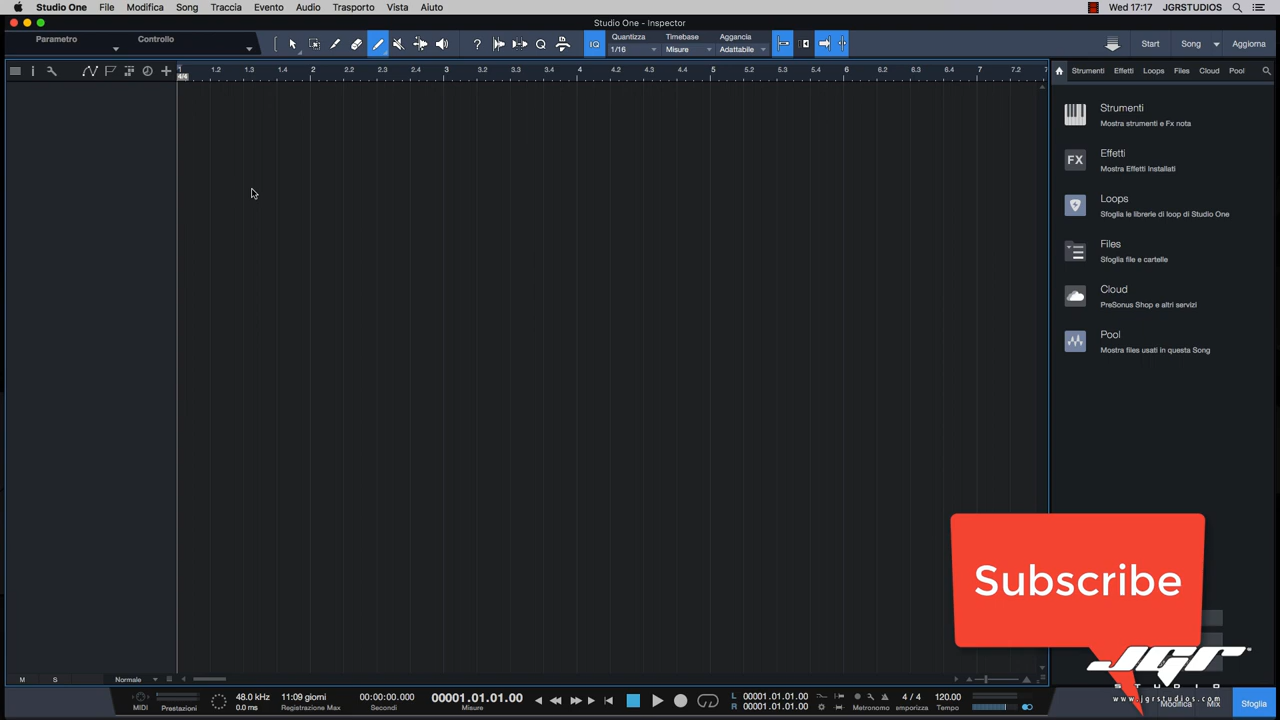 Studio One File Modifica Song Traccia Evento Audio Trasporto Vista Aiuto Wed 17:17 JGRSTUDIOS
Studio One - Inspector
Parametro Controllo
? IQ Quantizza Timebase Aggancia
1/16 Misure Adattabile
Start Song Aggiorna
1 1.2 1.3 1.4 2 2.2 2.3 2.4 3 3.2 3.3 3.4 4 4.3 4.4 5 5.3 5.4 6 6.2 6.3 6.4 7 7.2
4/4
Strumenti Effetti Loops Files Cloud Pool
Strumenti
Mostra strumenti e Fx nota
FX
Effetti
Mostra Effetti Installati
Loops
Sfoglia le librerie di loop di Studio One
Files
Sfoglia file e cartelle
Cloud
PreSonus Shop e altri servizi
Pool
Mostra files usati in questa Song
Subscribe
JGR
STUDIO
www.jgrstudios.com
M S Normale
MIDI Prestazioni
48.0 kHz
0.0 ms
11:09 giorni
Registrazione Max
00:00:00.000
Secondi
00001.01.01.00
Misure
L 00001.01.01.00
R 00001.01.01.00
Metronomo
4 / 4
120.00
Tempo
Modifica Mix Sfoglia